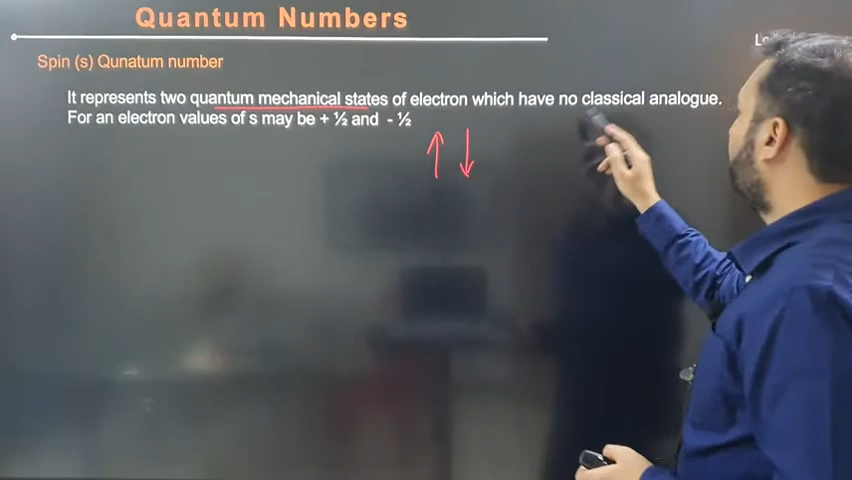 Quantum Numbers
Spin (s) Qunatum number
It represents two quantum mechanical states of electron which have no classical analogue.
For an electron values of s may be + ½ and - ½